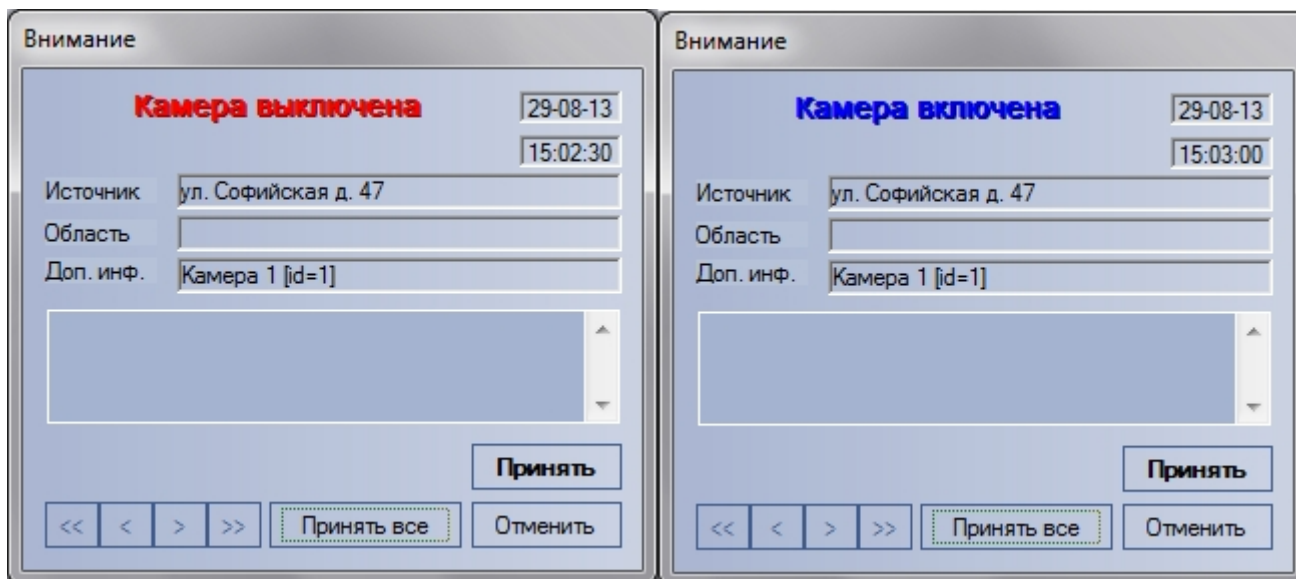 Внимание
Камера выключена
29-08-13
15:02:30
Источник ул. Софийская д. 47
Область
Доп. инф. Камера 1 [id=1]
Принять
<< < > >> Принять все Отменить
Внимание
Камера включена
29-08-13
15:03:00
Источник ул. Софийская д. 47
Область
Доп. инф. Камера 1 [id=1]
Принять
<< < > >> Принять все Отменить